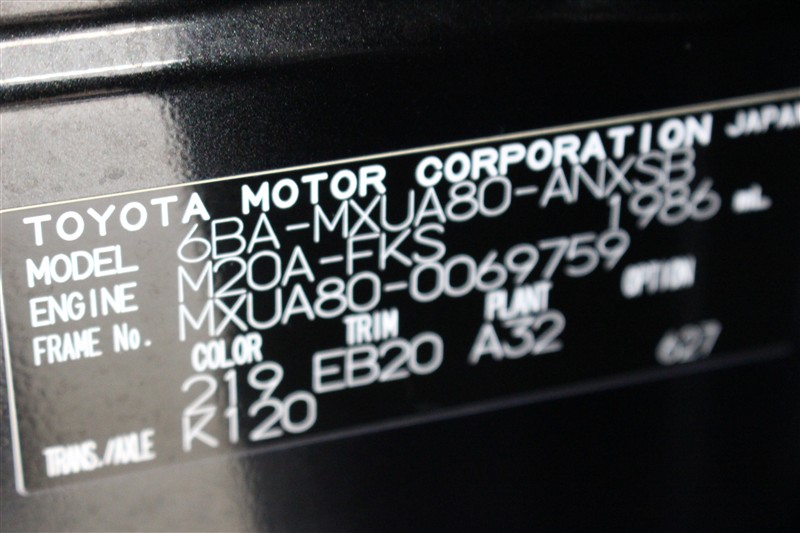 TOYOTA MOTOR CORPORATION JAPAN
MODEL 6BA-MXUA80-ANXSB
ENGINE M20A-FKS 1986 mL
FRAME No. MXUA80-0069759
COLOR TRIM PLANT OPTION
219 EB20 A32 627
TRANS./AXLE K120